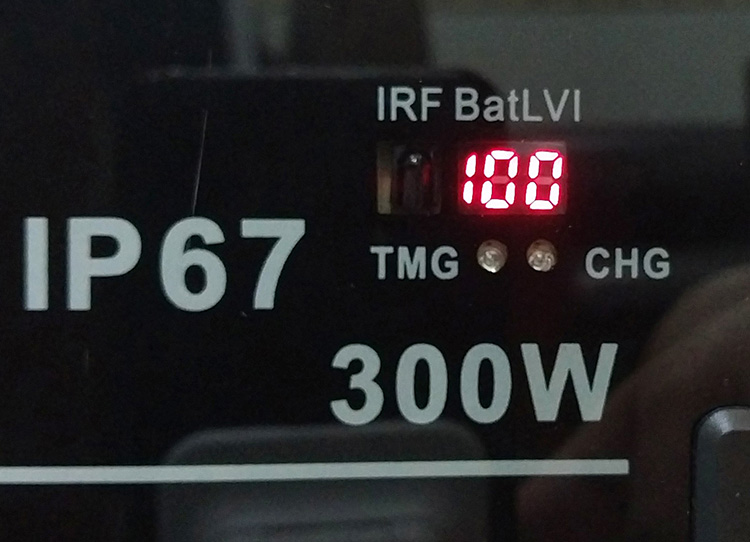 IRF BatLVI
100
IP67
TMG CHG
300W